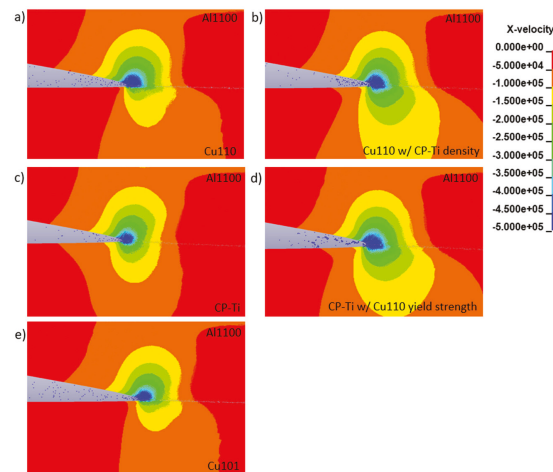 a)
Al1100
Cu110
b)
Al1100
Cu110 w/ CP-Ti density
c)
Al1100
CP-Ti
d)
Al1100
CP-Ti w/ Cu110 yield strength
e)
Al1100
Cu101
X-velocity
0.000e+00
-5.000e+04
-1.000e+05
-1.500e+05
-2.000e+05
-2.500e+05
-3.000e+05
-3.500e+05
-4.000e+05
-4.500e+05
-5.000e+05